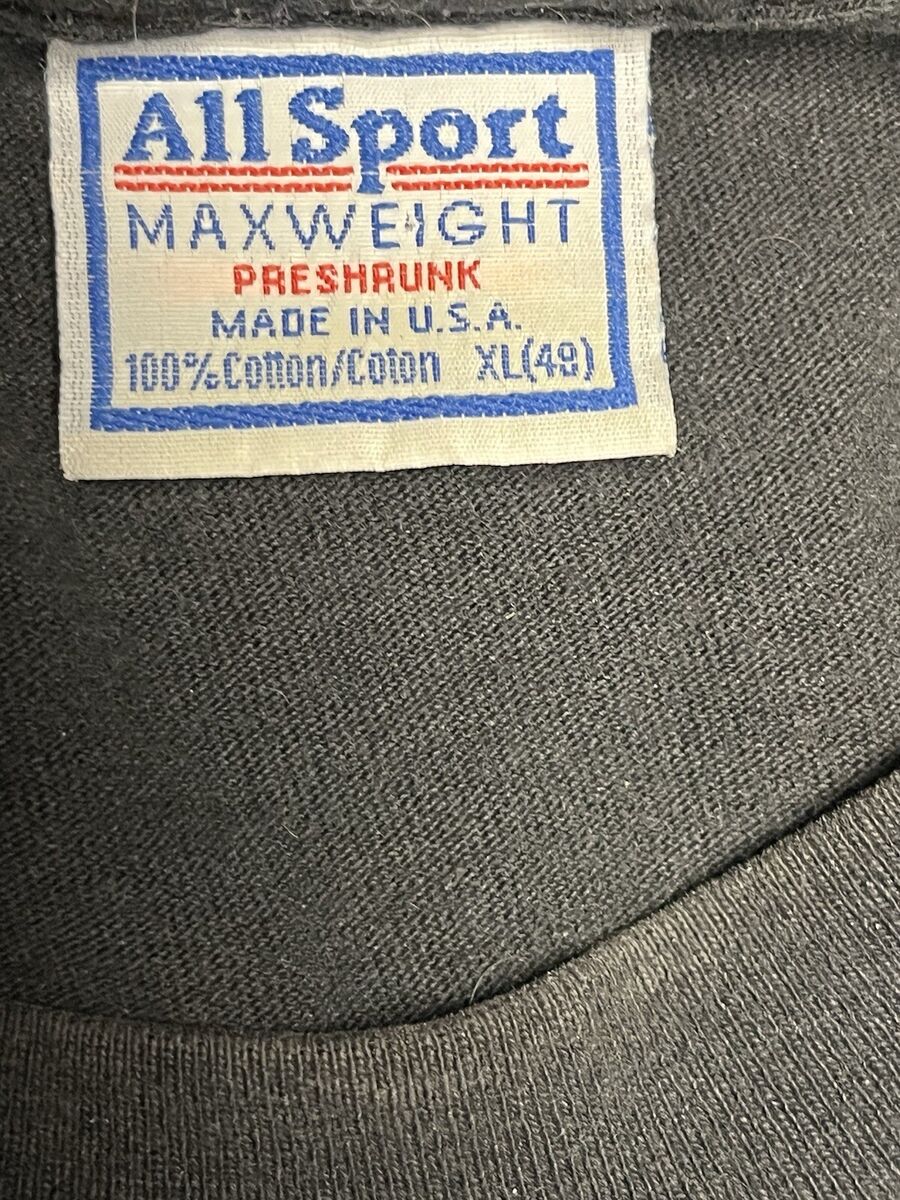 All Sport
MAXWEIGHT
PRESHRUNK
MADE IN U.S.A.
100% Cotton/Coton XL(49)